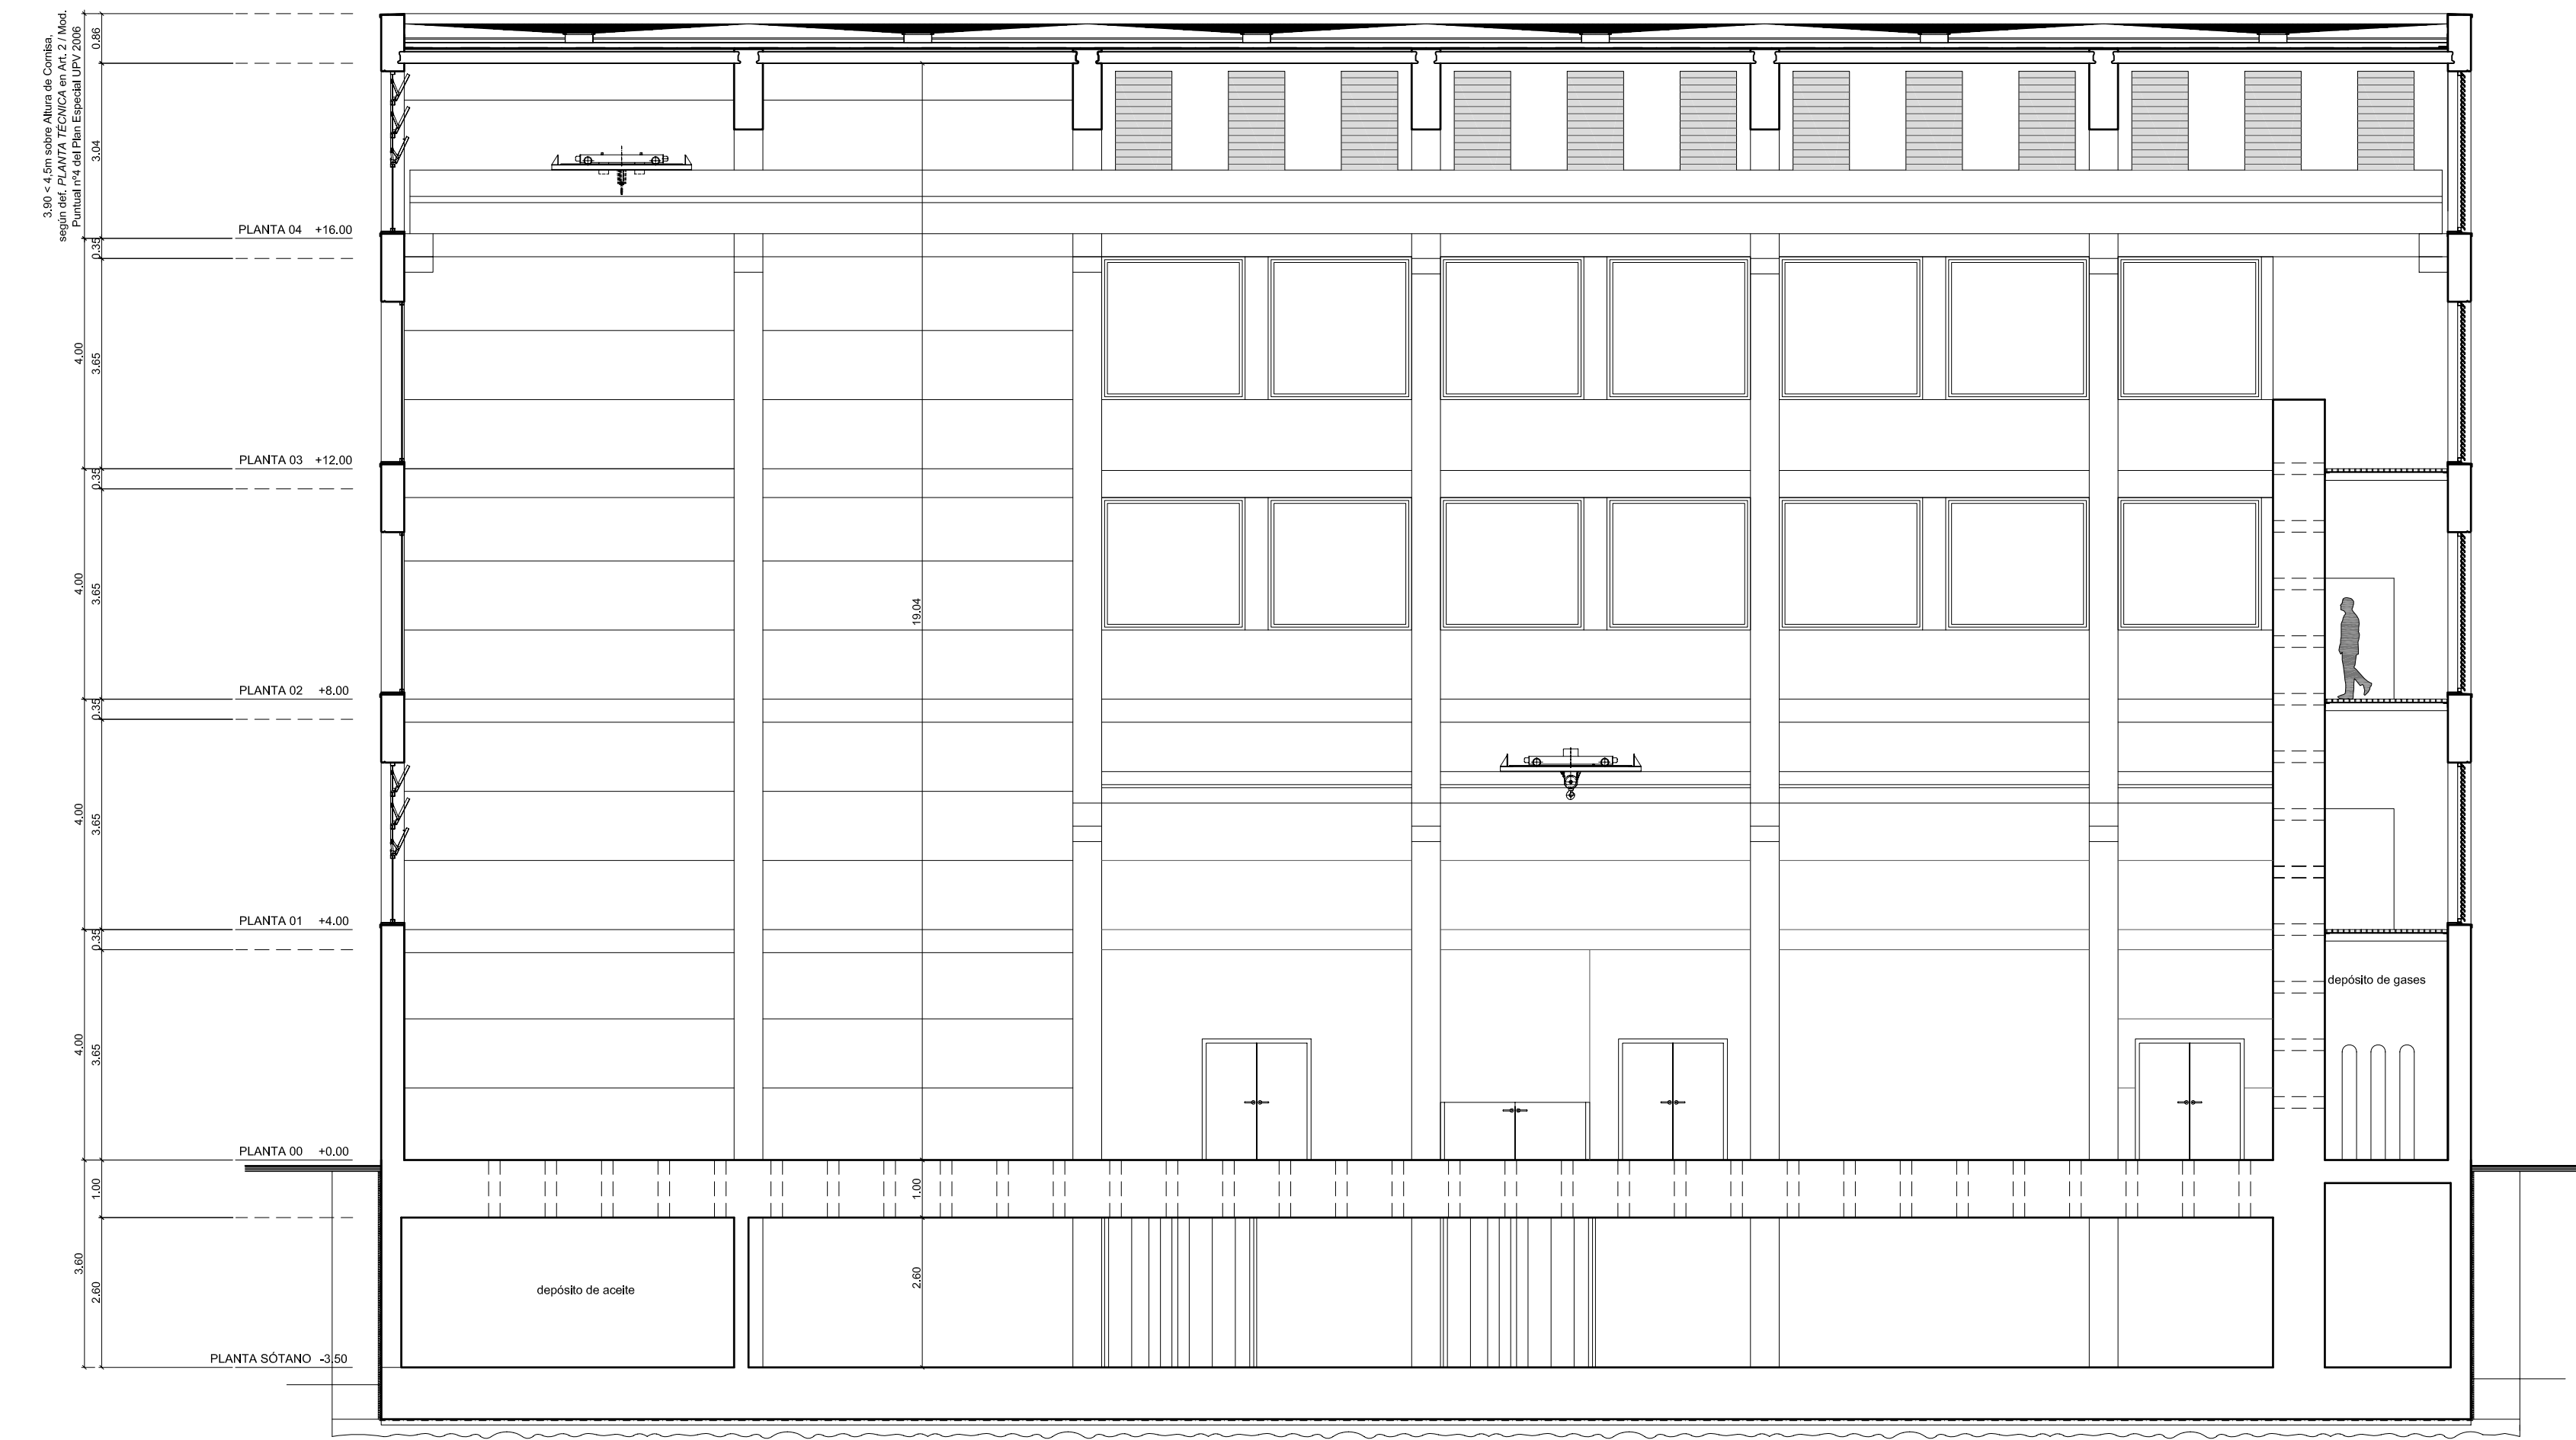 3.90 < 4,5m sobre Altura de Cornisa,
según def. PLANTA TÉCNICA en Art. 2 / Mod.
Puntual nº4 del Plan Especial UPV 2006
0.86
3.04
PLANTA 04 +16.00
0.35
4.00
3.65
PLANTA 03 +12.00
0.35
4.00
3.65
19.04
PLANTA 02 +8.00
0.35
4.00
3.65
PLANTA 01 +4.00
0.35
depósito de gases
4.00
3.65
PLANTA 00 +0.00
1.00
1.00
3.60
2.60
2.60
depósito de aceite
PLANTA SÓTANO -3.50